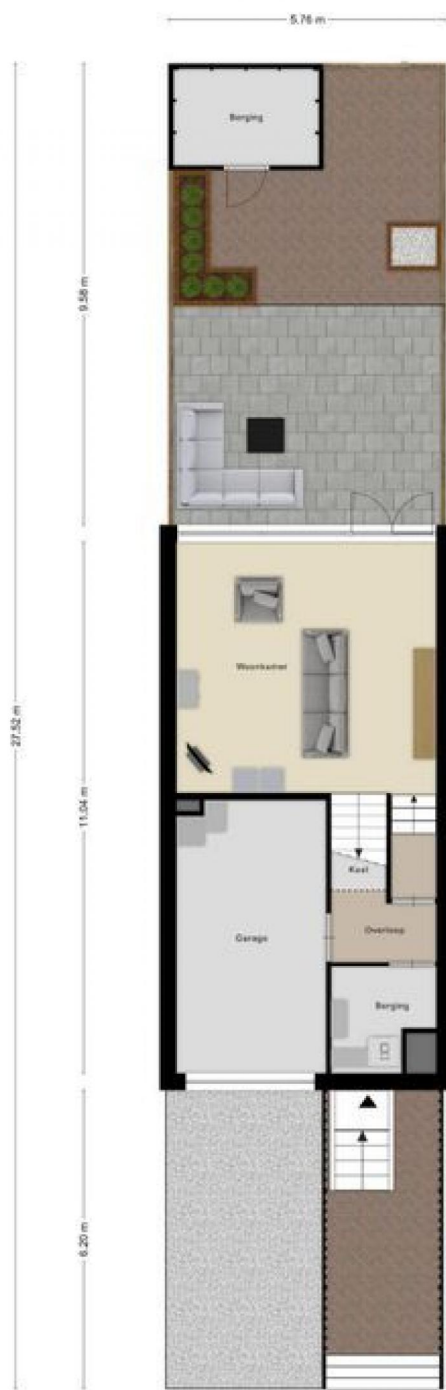 5.76 m
Berging
9.58 m
Woonkamer
27.52 m
11.04 m
Kast
Overloop
Garage
Berging
6.20 m